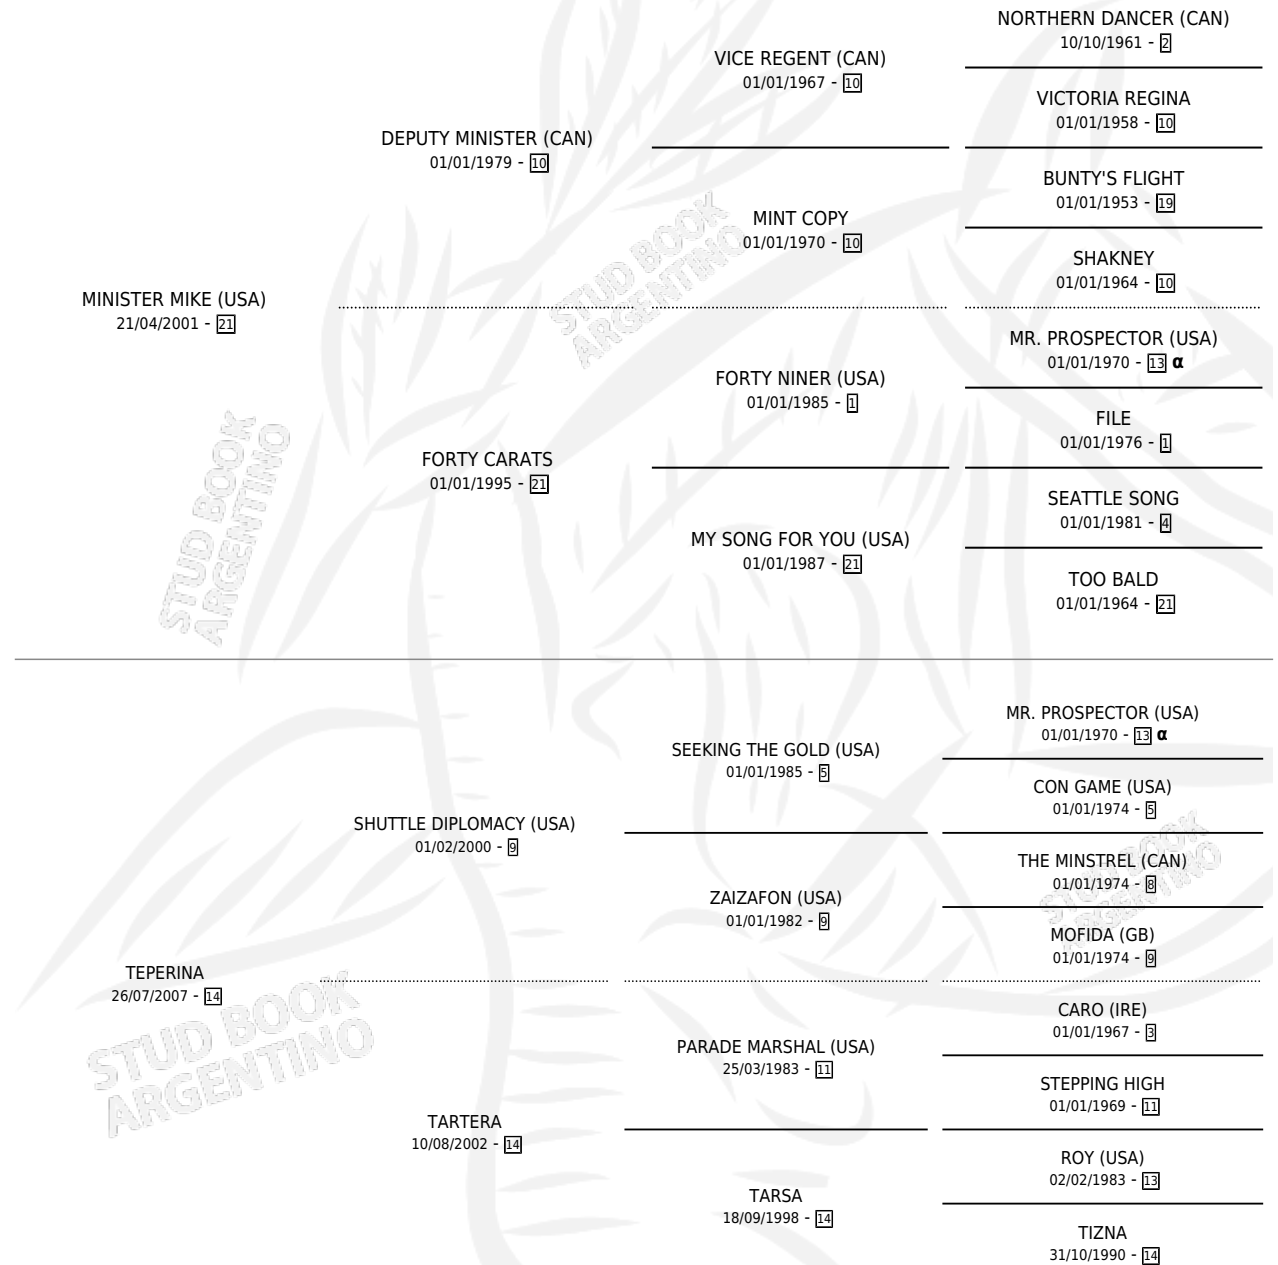 NORTHERN DANCER (CAN)
10/10/1961 - 2
VICE REGENT (CAN)
01/01/1967 - 10
VICTORIA REGINA
01/01/1958 - 10
DEPUTY MINISTER (CAN)
01/01/1979 - 10
BUNTY'S FLIGHT
01/01/1953 - 19
MINT COPY
01/01/1970 - 10
SHAKNEY
01/01/1964 - 10
MINISTER MIKE (USA)
21/04/2001 - 21
MR. PROSPECTOR (USA)
01/01/1970 - 13 α
FORTY NINER (USA)
01/01/1985 - 1
FILE
01/01/1976 - 1
FORTY CARATS
01/01/1995 - 21
SEATTLE SONG
01/01/1981 - 4
MY SONG FOR YOU (USA)
01/01/1987 - 21
TOO BALD
01/01/1964 - 21
MR. PROSPECTOR (USA)
01/01/1970 - 13 α
SEEKING THE GOLD (USA)
01/01/1985 - 5
CON GAME (USA)
01/01/1974 - 5
SHUTTLE DIPLOMACY (USA)
01/02/2000 - 9
THE MINSTREL (CAN)
01/01/1974 - 8
ZAIZAFON (USA)
01/01/1982 - 9
MOFIDA (GB)
01/01/1974 - 9
TEPERINA
26/07/2007 - 14
CARO (IRE)
01/01/1967 - 3
PARADE MARSHAL (USA)
25/03/1983 - 11
STEPPING HIGH
01/01/1969 - 11
TARTERA
10/08/2002 - 14
ROY (USA)
02/02/1983 - 13
TARSA
18/09/1998 - 14
TIZNA
31/10/1990 - 14
STUD BOOK
ARGENTINO
STUD BOOK
ARGENTINO
STUD BOOK
ARGENTINO
STUD BOOK
ARGENTINO